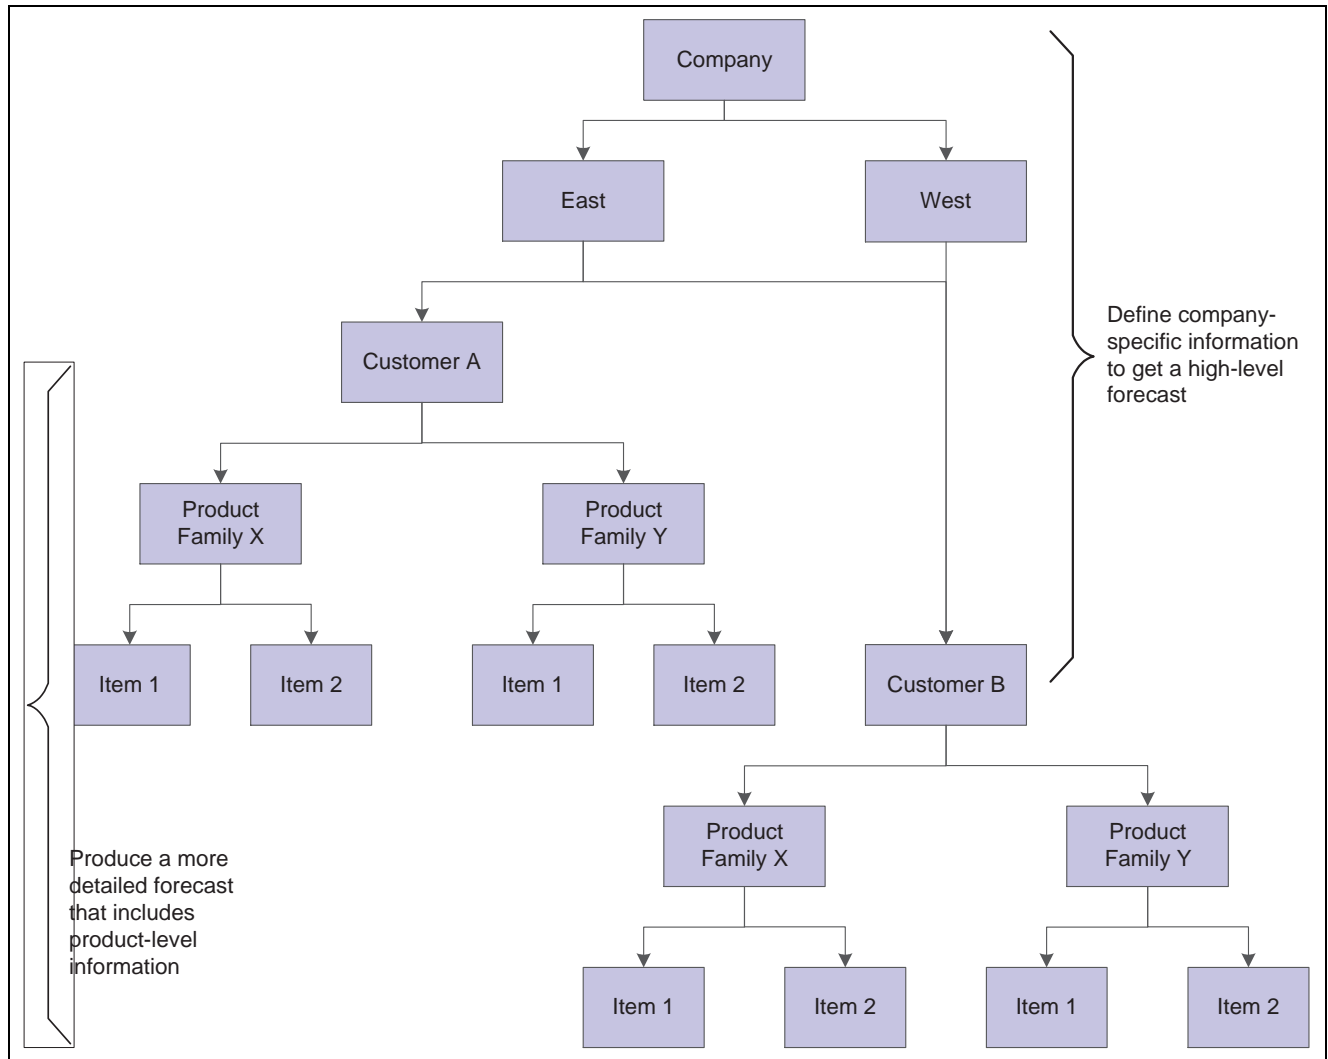 Company
East
West
Define company-
specific information
to get a high-level
forecast
Customer A
Product
Family X
Product
Family Y
Item 1
Item 2
Item 1
Item 2
Customer B
Product
Family X
Product
Family Y
Produce a more
detailed forecast
that includes
product-level
information
Item 1
Item 2
Item 1
Item 2